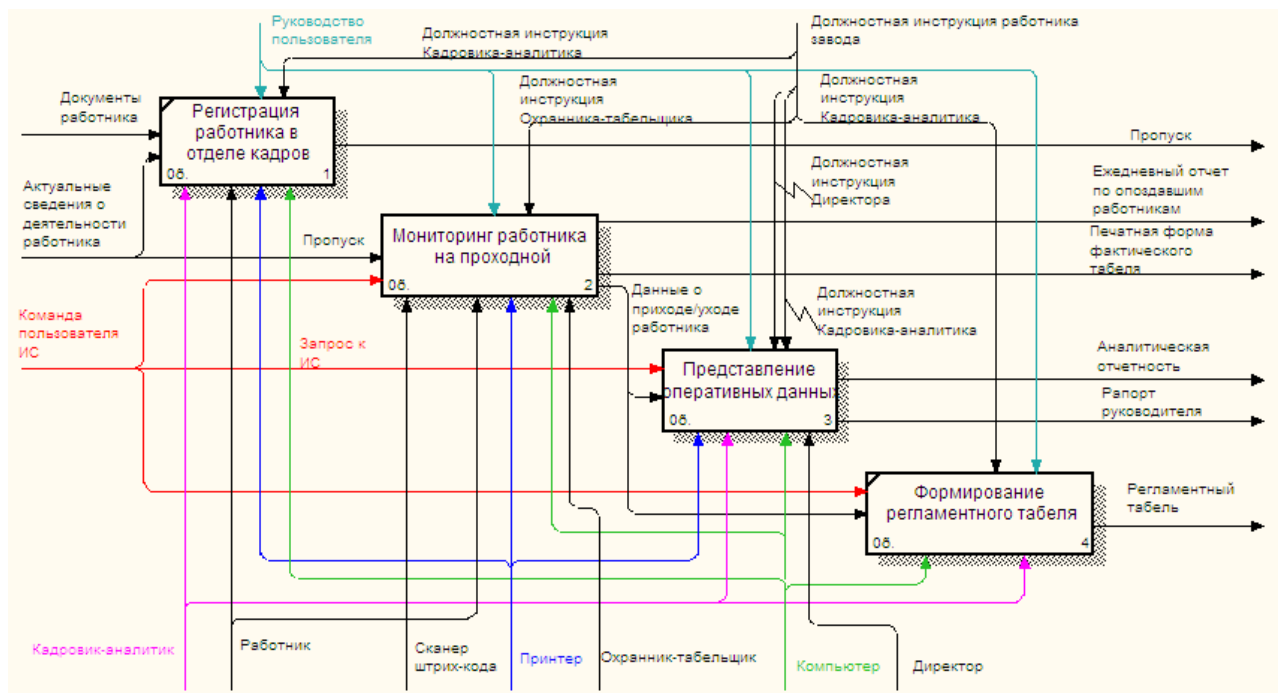 Руководство
пользователя
Должностная инструкция
Кадровика-аналитика
Должностная инструкция работника
завода
Документы
работника
Регистрация
работника в
отделе кадров
0б.
1
Должностная
инструкция
Охранника-табельщика
Должностная
инструкция
Кадровика-аналитика
Пропуск
Актуальные
сведения о
деятельности
работника
Должностная
инструкция
Директора
Ежедневный отчет
по опоздавшим
работникам
Пропуск
Мониторинг работника
на проходной
0б.
2
Печатная форма
фактического
табеля
Данные о
приходе/уходе
работника
Должностная
инструкция
Кадровика-аналитика
Команда
пользователя
ИС
Запрос к
ИС
Представление
оперативных данных
0б.
3
Аналитическая
отчетность
Рапорт
руководителя
Формирование
регламентного табеля
0б.
4
Регламентный
табель
Кадровик-аналитик
Работник
Сканер
штрих-кода
Принтер
Охранник-табельщик
Компьютер
Директор